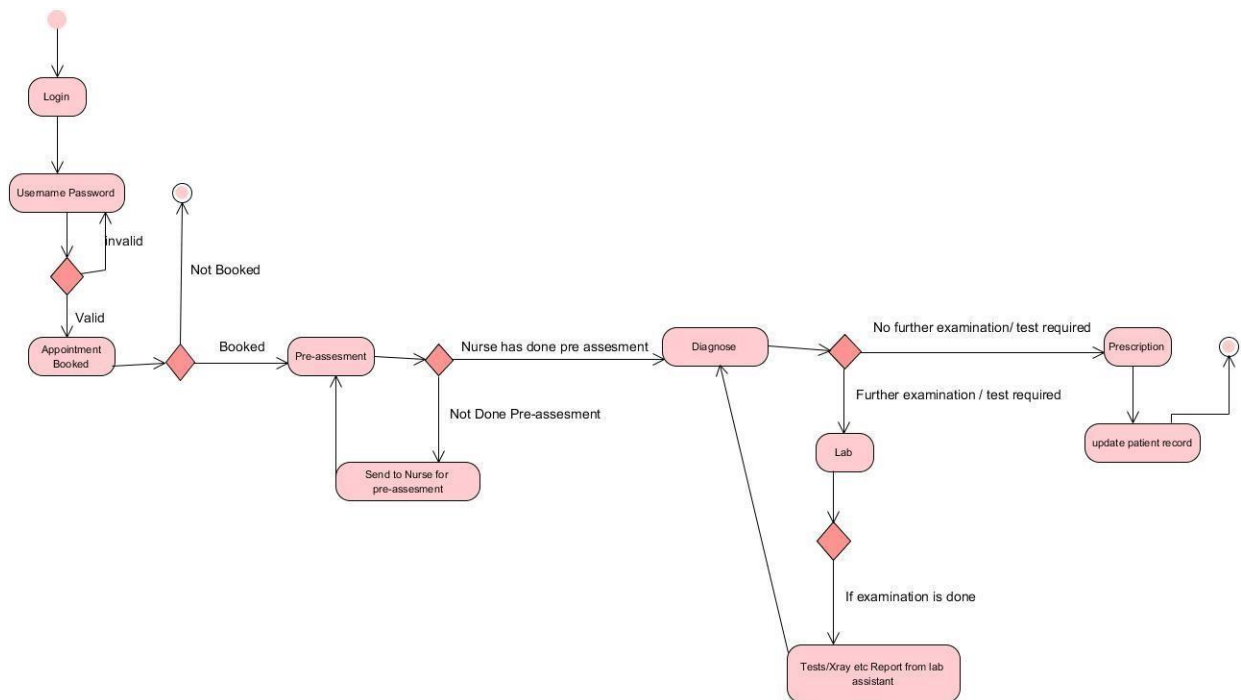 Login
Username Password
invalid
Valid
Appointment
Booked
Not Booked
Booked
Pre-assesment
Nurse has done pre assesment
Not Done Pre-assesment
Send to Nurse for
pre-assesment
Diagnose
No further examination/ test required
Further examination / test required
Prescription
update patient record
Lab
If examination is done
Tests/Xray etc Report from lab
assistant